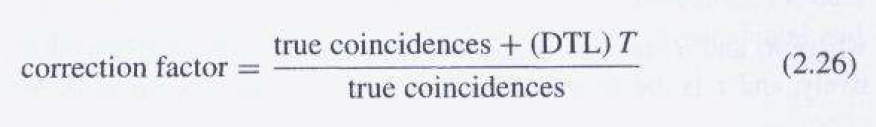 correction factor = true coincidences + (DTL) T / true coincidences (2.26)